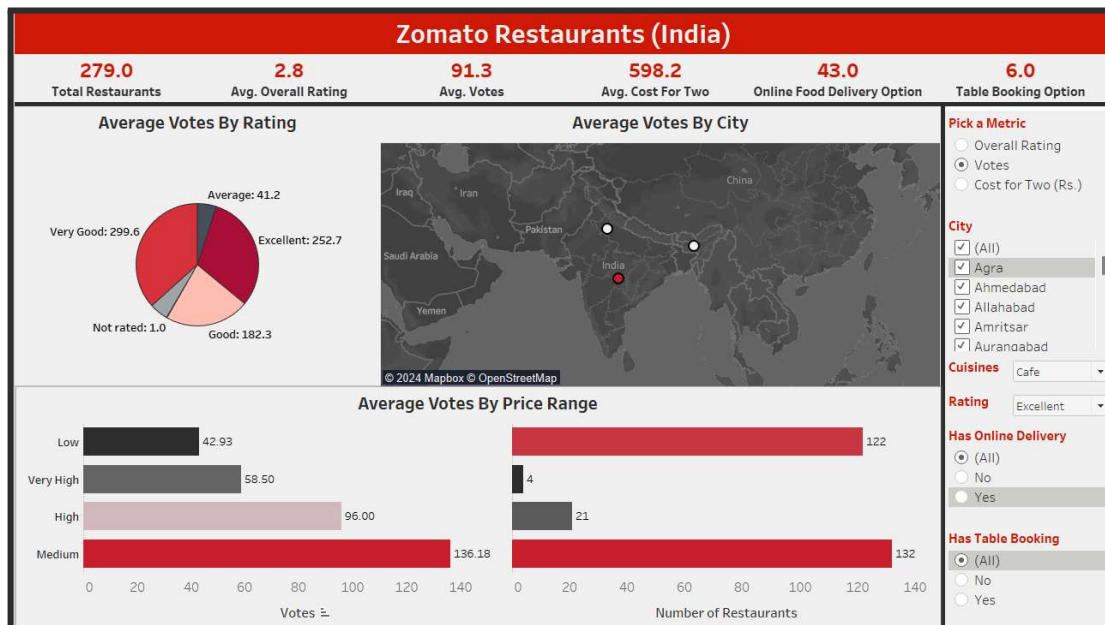 Zomato Restaurants (India)
279.0
Total Restaurants
2.8
Avg. Overall Rating
91.3
Avg. Votes
598.2
Avg. Cost For Two
43.0
Online Food Delivery Option
6.0
Table Booking Option
Average Votes By Rating
Average: 41.2
Very Good: 299.6
Excellent: 252.7
Not rated: 1.0
Good: 182.3
Average Votes By City
China
Iraq
Iran
Pakistan
Saudi Arabia
India
Yemen
© 2024 Mapbox © OpenStreetMap
Average Votes By Price Range
Low
42.93
122
Very High
58.50
4
High
96.00
21
Medium
136.18
132
0 20 40 60 80 100 120 140
0 20 40 60 80 100 120 140
Votes
Number of Restaurants
Pick a Metric
Overall Rating
Votes
Cost for Two (Rs.)
City
(All)
Agra
Ahmedabad
Allahabad
Amritsar
Aurangabad
Cuisines Cafe
Rating Excellent
Has Online Delivery
(All)
No
Yes
Has Table Booking
(All)
No
Yes